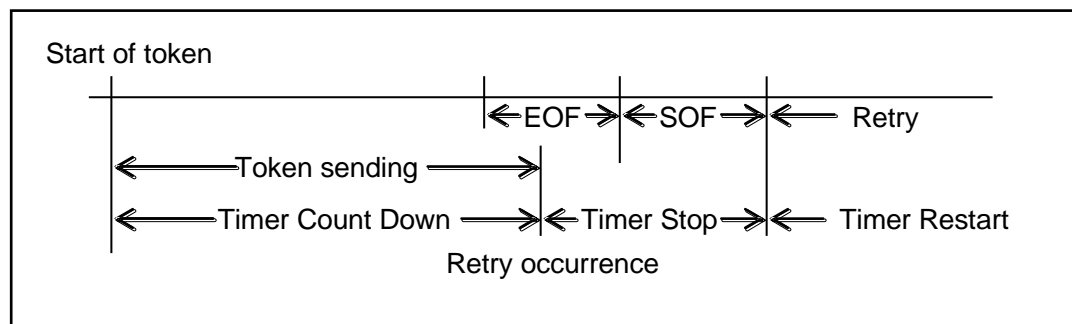 Start of token
EOF SOF Retry
Token sending
Timer Count Down Timer Stop Timer Restart
Retry occurrence